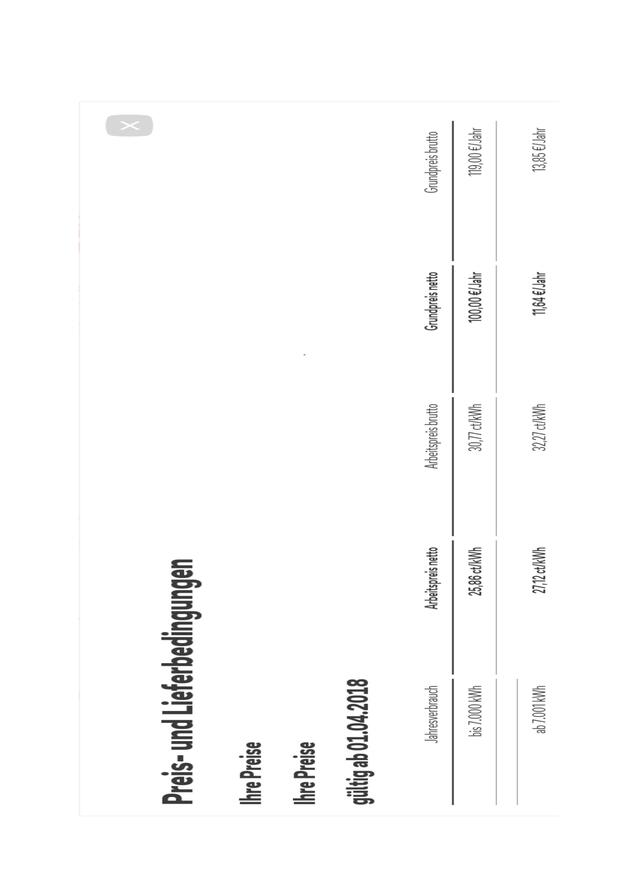 X
Preis- und Lieferbedingungen
Ihre Preise
Ihre Preise
gültig ab 01.04.2018
Jahresverbrauch Arbeitspreis netto Arbeitspreis brutto Grundpreis netto Grundpreis brutto
bis 7.000 kWh 25,86 ct/kWh 30,77 ct/kWh 100,00 €/Jahr 119,00 €/Jahr
ab 7.001 kWh 27,12 ct/kWh 32,27 ct/kWh 11,64 €/Jahr 13,85 €/Jahr